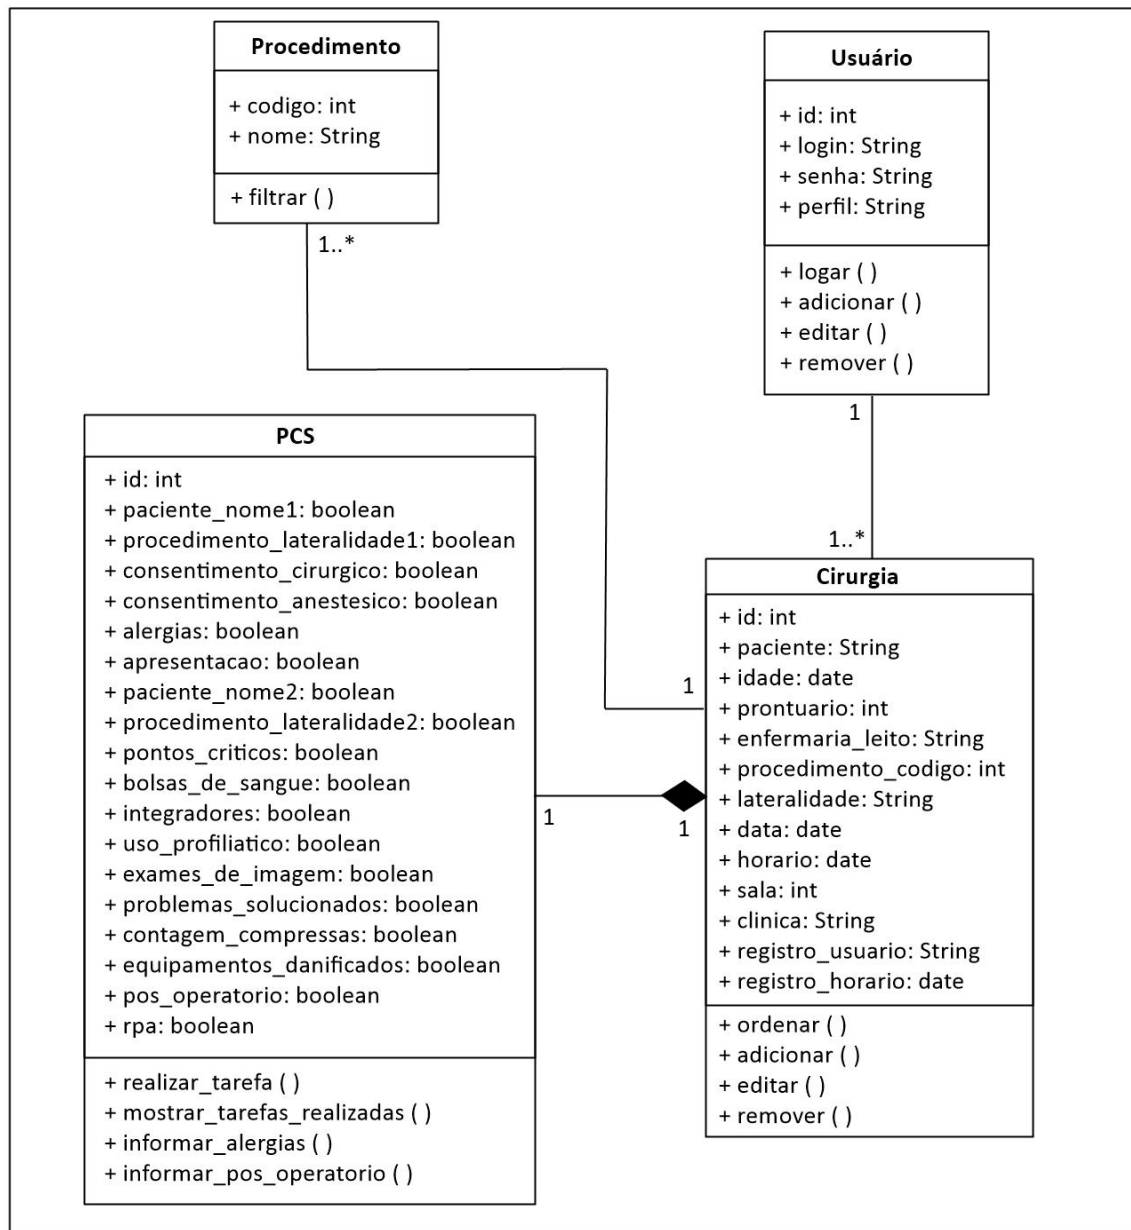 Procedimento
+ codigo: int
+ nome: String
+ filtrar ( )
1..*
Usuário
+ id: int
+ login: String
+ senha: String
+ perfil: String
+ logar ( )
+ adicionar ( )
+ editar ( )
+ remover ( )
1
1..*
PCS
+ id: int
+ paciente_nome1: boolean
+ procedimento_lateralidade1: boolean
+ consentimento_cirurgico: boolean
+ consentimento_anestesico: boolean
+ alergias: boolean
+ apresentacao: boolean
+ paciente_nome2: boolean
+ procedimento_lateralidade2: boolean
+ pontos_criticos: boolean
+ bolsas_de_sangue: boolean
+ integradores: boolean
+ uso_profiliatico: boolean
+ exames_de_imagem: boolean
+ problemas_solucionados: boolean
+ contagem_compressas: boolean
+ equipamentos_danificados: boolean
+ pos_operatorio: boolean
+ rpa: boolean
+ realizar_tarefa ( )
+ mostrar_tarefas_realizadas ( )
+ informar_alergias ( )
+ informar_pos_operatorio ( )
1
1
1
Cirurgia
+ id: int
+ paciente: String
+ idade: date
+ prontuario: int
+ enfermaria_leito: String
+ procedimento_codigo: int
+ lateralidade: String
+ data: date
+ horario: date
+ sala: int
+ clinica: String
+ registro_usuario: String
+ registro_horario: date
+ ordenar ( )
+ adicionar ( )
+ editar ( )
+ remover ( )